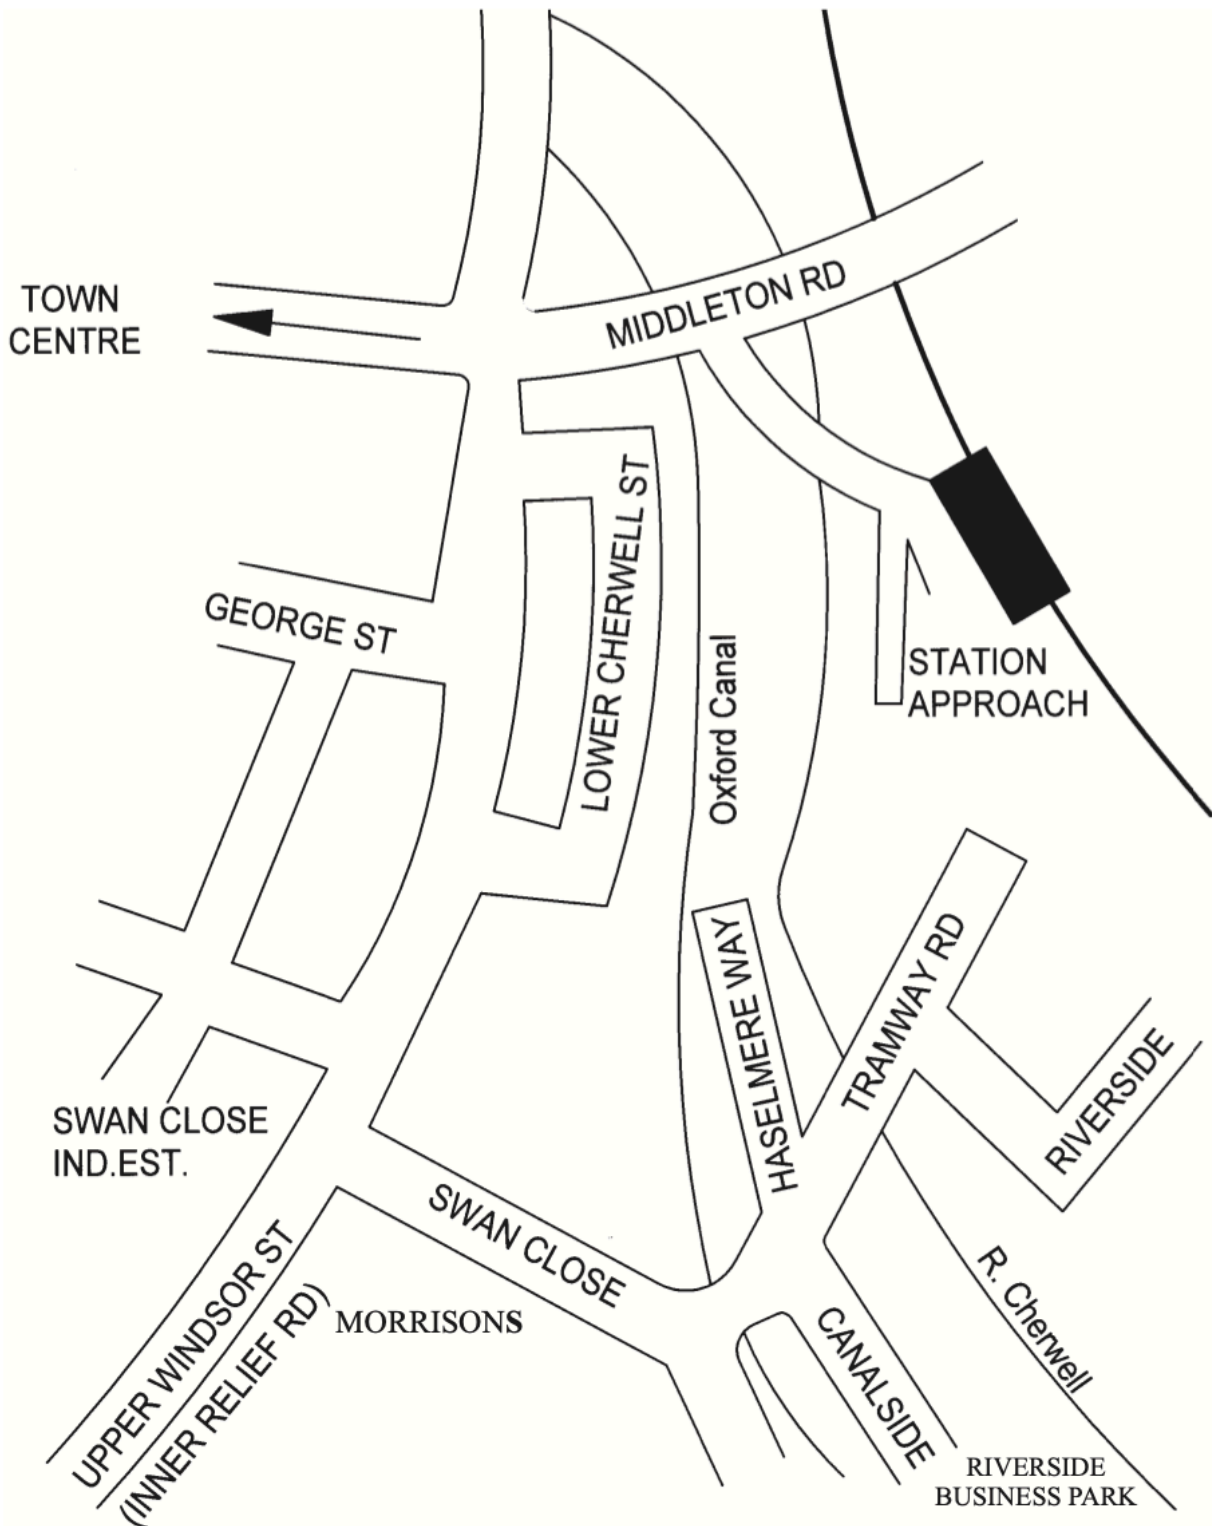 TOWN
CENTRE
MIDDLETON RD
GEORGE ST
LOWER CHERWELL ST
Oxford Canal
STATION
APPROACH
HASELMERE WAY
TRAMWAY RD
RIVERSIDE
SWAN CLOSE
IND.EST.
SWAN CLOSE
UPPER WINDSOR ST
(INNER RELIEF RD)
MORRISONS
CANALSIDE
R. Cherwell
RIVERSIDE
BUSINESS PARK